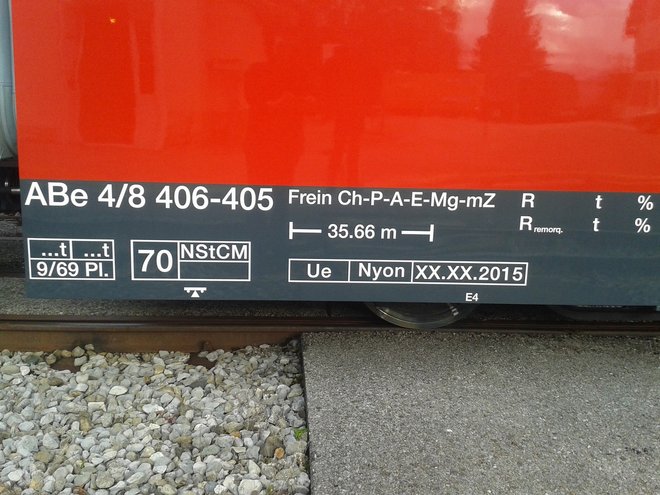 ABe 4/8 406-405
Frein Ch-P-A-E-Mg-mZ R t %
35.66 m
R remorq. t %
...t ...t
9/69 Pl.
70 NStCM
Ue Nyon XX.XX.2015
E4